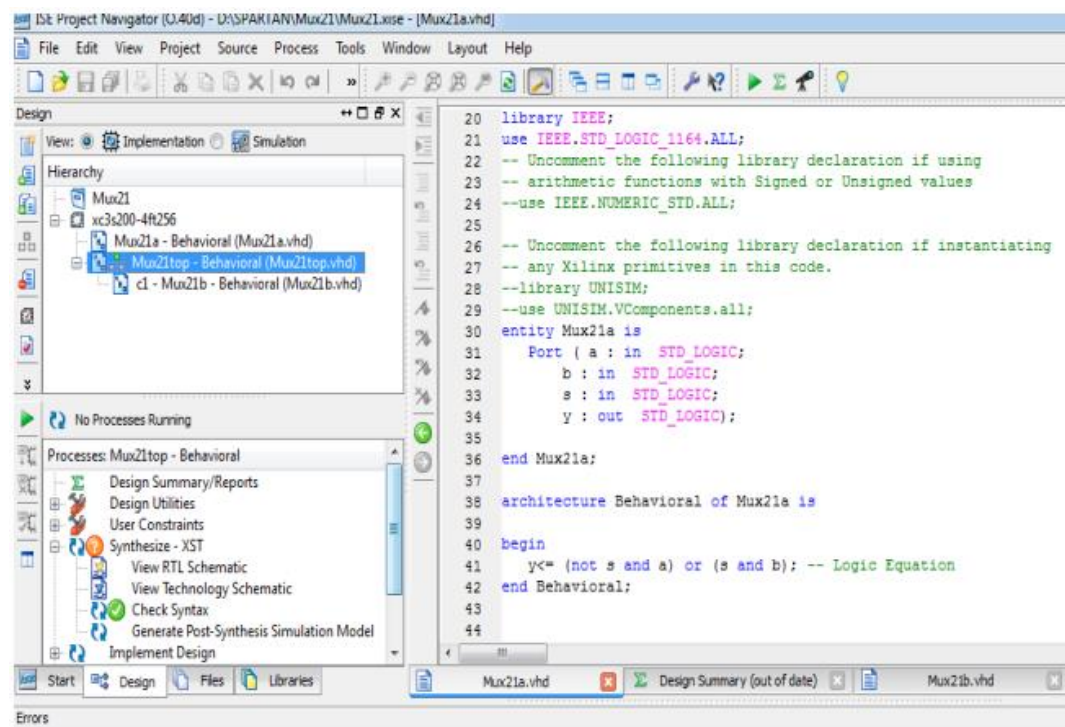 ISE Project Navigator (O.40d) - D:\SPARTAN\Mux21\Mux21.xise - [Mux21a.vhd]
File Edit View Project Source Process Tools Window Layout Help
Design
View: Implementation Simulation
Hierarchy
Mux21
xc3s200-4ft256
Mux21a - Behavioral (Mux21a.vhd)
Mux21top - Behavioral (Mux21top.vhd)
c1 - Mux21b - Behavioral (Mux21b.vhd)
No Processes Running
Processes: Mux21top - Behavioral
Design Summary/Reports
Design Utilities
User Constraints
Synthesize - XST
View RTL Schematic
View Technology Schematic
Check Syntax
Generate Post-Synthesis Simulation Model
Implement Design
Start Design Files Libraries
20 library IEEE;
21 use IEEE.STD_LOGIC_1164.ALL;
22 -- Uncomment the following library declaration if using
23 -- arithmetic functions with Signed or Unsigned values
24 --use IEEE.NUMERIC_STD.ALL;
25
26 -- Uncomment the following library declaration if instantiating
27 -- any Xilinx primitives in this code.
28 --library UNISIM;
29 --use UNISIM.VComponents.all;
30 entity Mux21a is
31 Port ( a : in STD_LOGIC;
32 b : in STD_LOGIC;
33 s : in STD_LOGIC;
34 y : out STD_LOGIC);
35
36 end Mux21a;
37
38 architecture Behavioral of Mux21a is
39
40 begin
41 y<= (not s and a) or (s and b); -- Logic Equation
42 end Behavioral;
43
44
Mux21a.vhd Design Summary (out of date) Mux21b.vhd
Errors